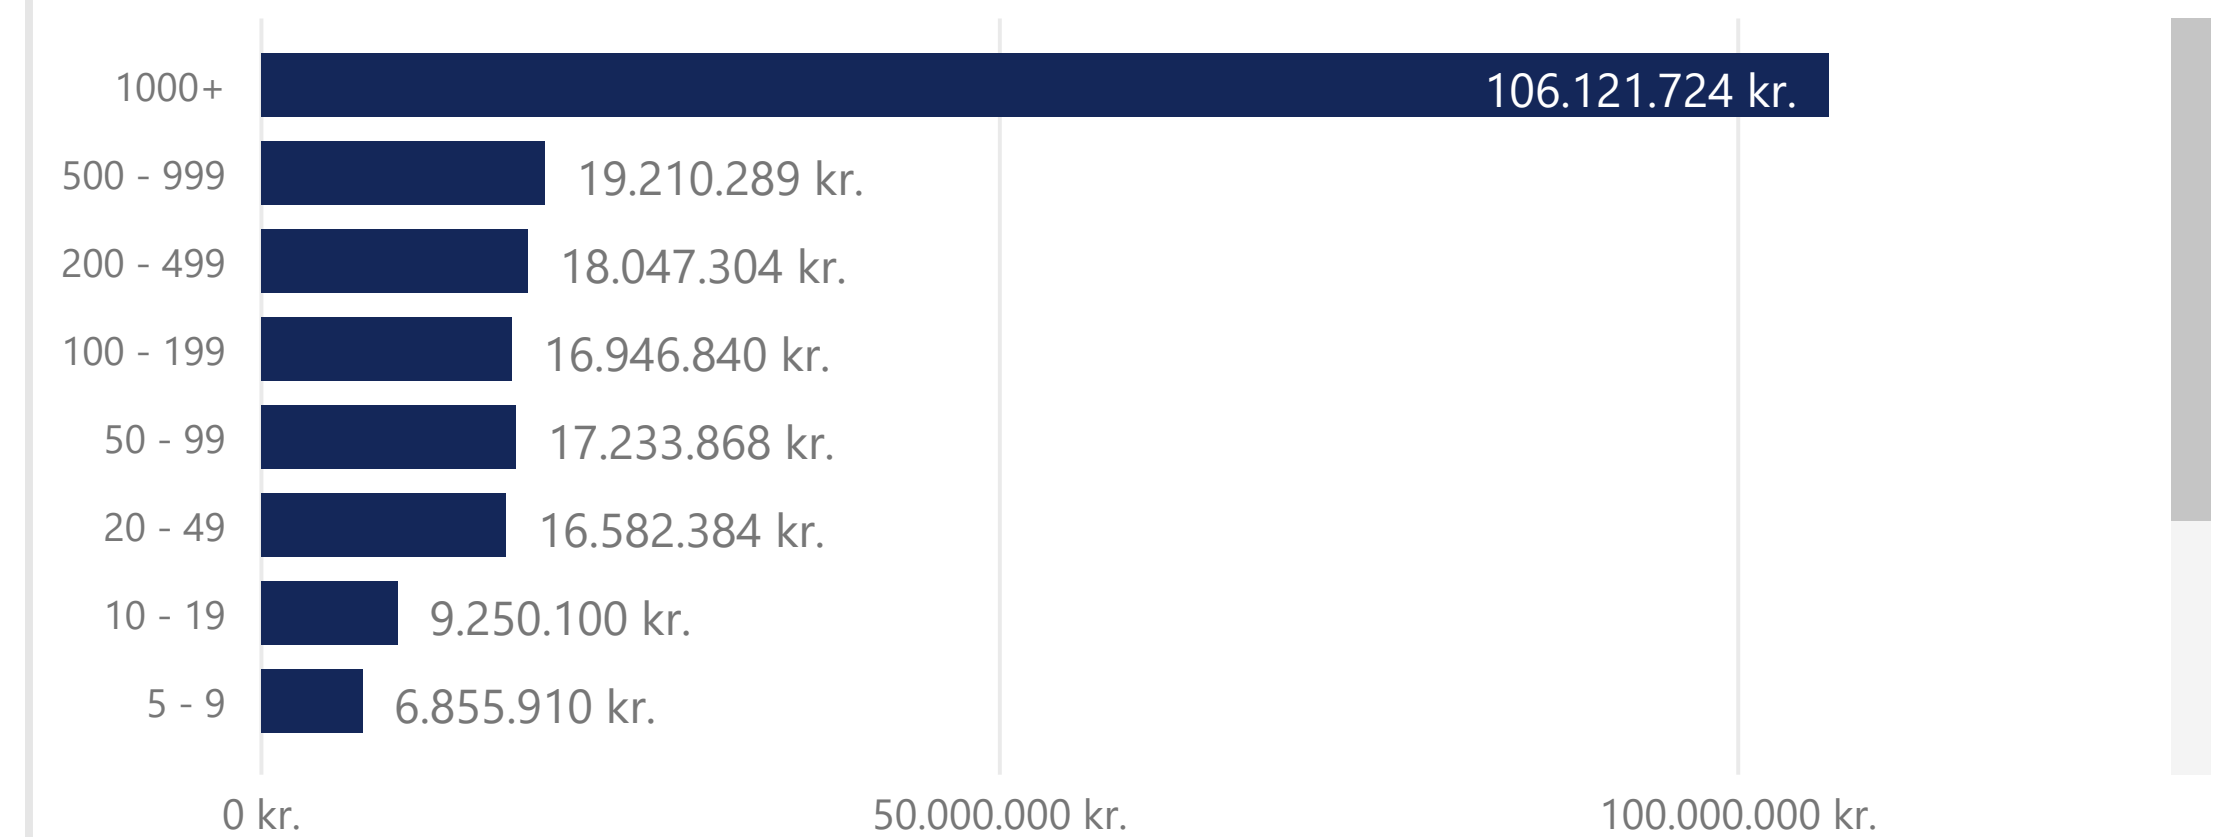 1000+ 106.121.724 kr.
500 - 999 19.210.289 kr.
200 - 499 18.047.304 kr.
100 - 199 16.946.840 kr.
50 - 99 17.233.868 kr.
20 - 49 16.582.384 kr.
10 - 19 9.250.100 kr.
5 - 9 6.855.910 kr.
0 kr. 50.000.000 kr. 100.000.000 kr.